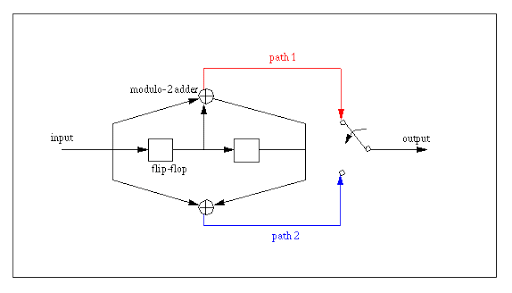 path 1
modulo-2 adder
input
output
flip-flop
path 2